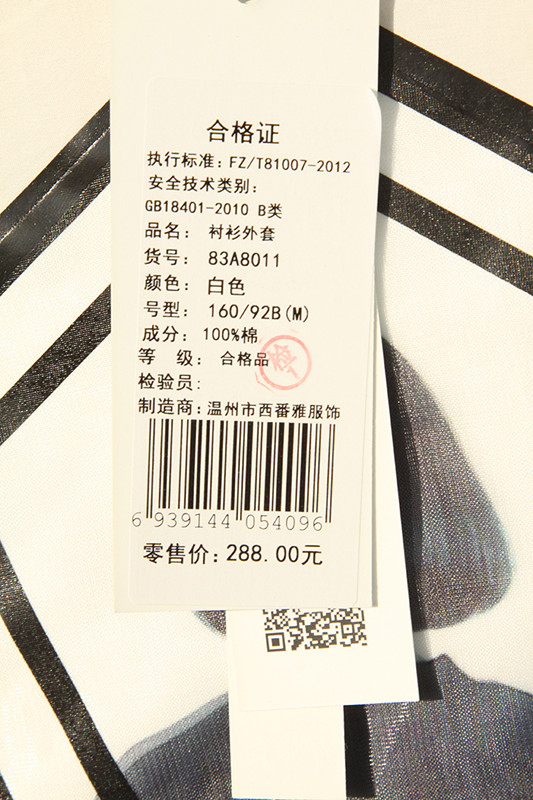 合格证
执行标准：FZ/T81007-2012
安全技术类别：
GB18401-2010 B类
品名： 衬衫外套
货号： 83A8011
颜色： 白色
号型： 160/92B(M)
成分： 100%棉
等 级： 合格品
检验员：
检1
制造商：温州市西番雅服饰
6 939144 054096
零售价：288.00元